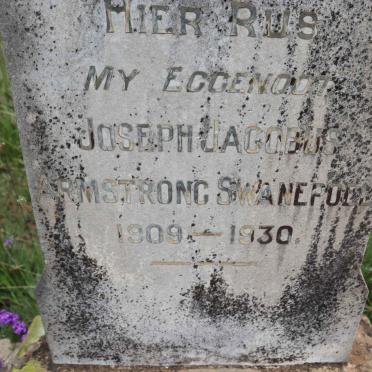 HIER RUS
MY EGGENOOT
JOSEPH JACOBUS
ARMSTRONG SWANEPOEL
1909 — 1930.